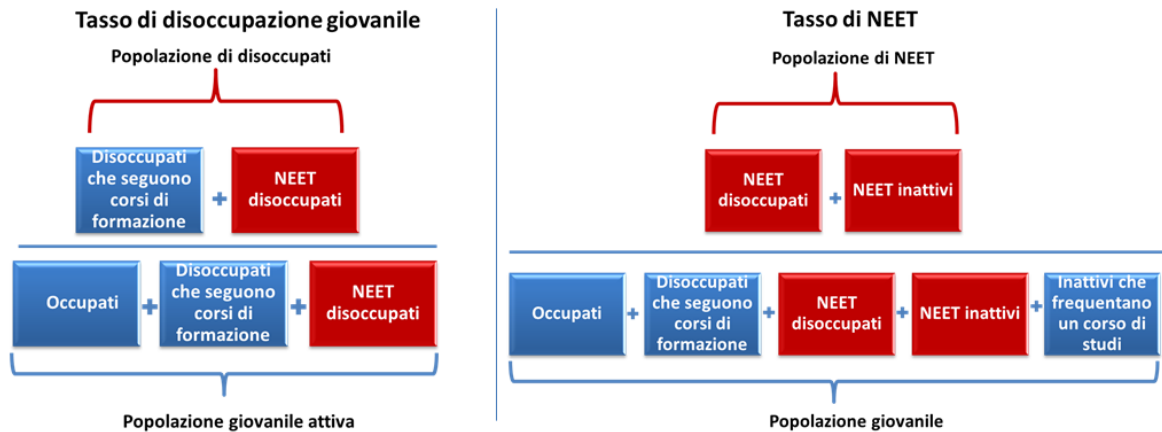 Tasso di disoccupazione giovanile
Popolazione di disoccupati
Disoccupati
che seguono
corsi di
formazione
+
NEET
disoccupati
Occupati
+
Disoccupati
che seguono
corsi di
formazione
+
NEET
disoccupati
Popolazione giovanile attiva
Tasso di NEET
Popolazione di NEET
NEET
disoccupati
+
NEET inattivi
Occupati
+
Disoccupati
che seguono
corsi di
formazione
+
NEET
disoccupati
+
NEET inattivi
+
Inattivi che
frequentano
un corso di
studi
Popolazione giovanile